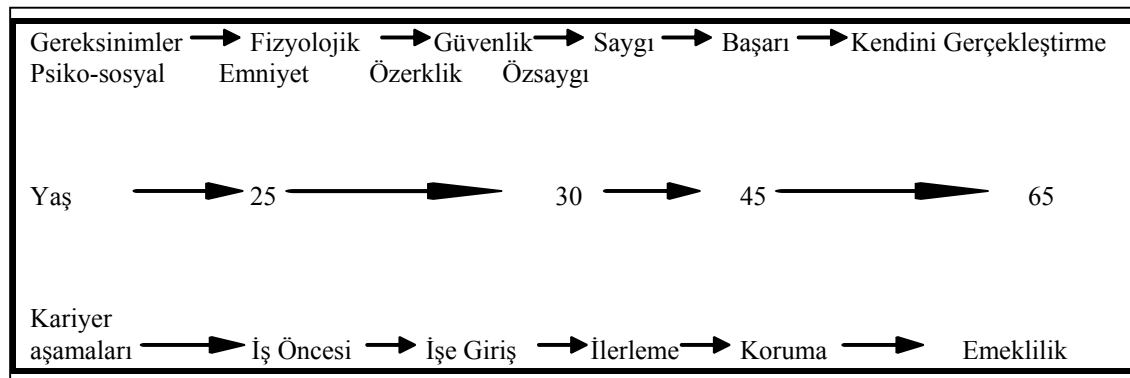 Gereksinimler Fizyolojik Güvenlik Saygı Başarı Kendini Gerçekleştirme
Psiko-sosyal Emniyet Özerklik Özsaygı
Yaş 25 30 45 65
Kariyer
aşamaları İş Öncesi İşe Giriş İlerleme Koruma Emeklilik